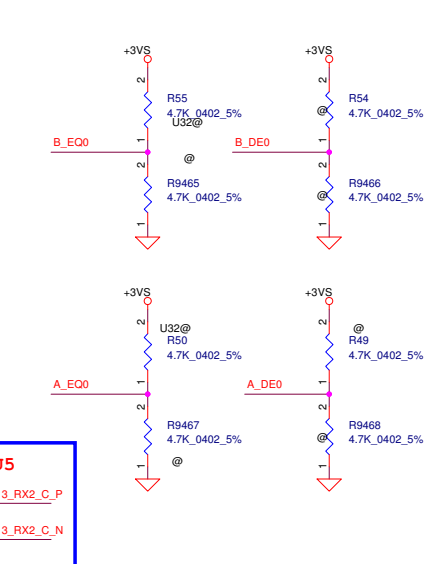 +3VS
2
R55
4.7K_0402_5%
U32@
1
B_EQ0
2
@
R9465
4.7K_0402_5%
1
+3VS
2
R54
@
4.7K_0402_5%
1
B_DE0
2
R9466
@
4.7K_0402_5%
1
+3VS
2
U32@
R50
4.7K_0402_5%
1
A_EQ0
2
R9467
4.7K_0402_5%
@
1
+3VS
2
@
R49
4.7K_0402_5%
1
A_DE0
2
R9468
@
4.7K_0402_5%
1
3_RX2_C_P
3_RX2_C_N